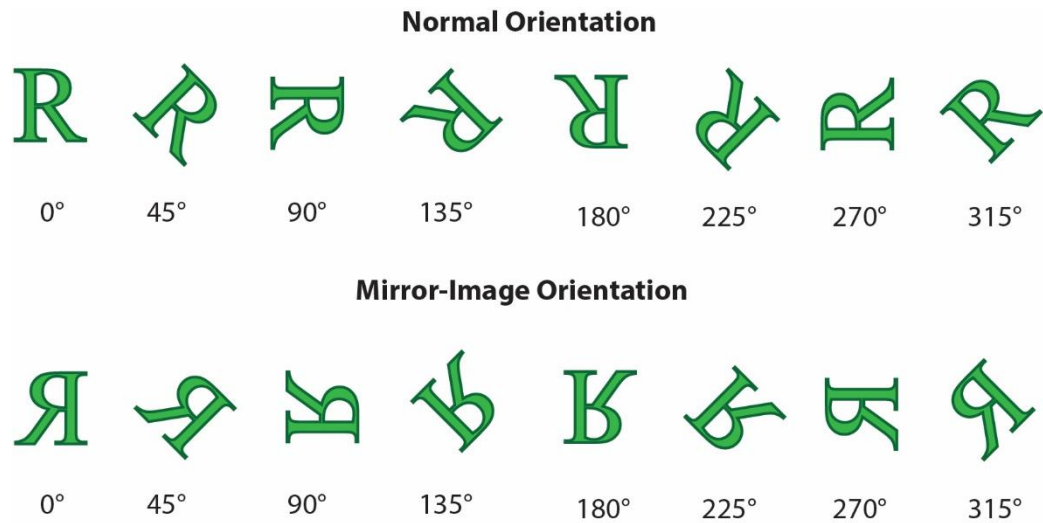 Normal Orientation
R R R R R R R R
0° 45° 90° 135° 180° 225° 270° 315°
Mirror-Image Orientation
R R R R R R R R
0° 45° 90° 135° 180° 225° 270° 315°